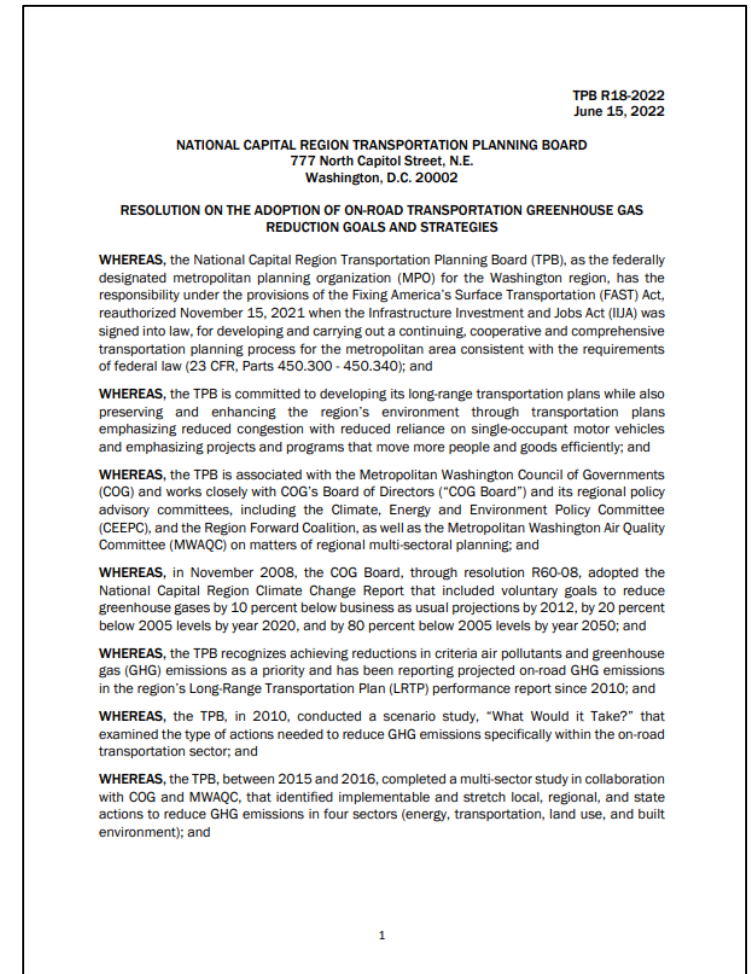 TPB R18-2022
June 15, 2022
NATIONAL CAPITAL REGION TRANSPORTATION PLANNING BOARD
777 North Capitol Street, N.E.
Washington, D.C. 20002
RESOLUTION ON THE ADOPTION OF ON-ROAD TRANSPORTATION GREENHOUSE GAS
REDUCTION GOALS AND STRATEGIES
WHEREAS, the National Capital Region Transportation Planning Board (TPB), as the federally
designated metropolitan planning organization (MPO) for the Washington region, has the
responsibility under the provisions of the Fixing America's Surface Transportation (FAST) Act,
reauthorized November 15, 2021 when the Infrastructure Investment and Jobs Act (IIJA) was
signed into law, for developing and carrying out a continuing, cooperative and comprehensive
transportation planning process for the metropolitan area consistent with the requirements
of federal law (23 CFR, Parts 450.300 - 450.340); and
WHEREAS, the TPB is committed to developing its long-range transportation plans while also
preserving and enhancing the region's environment through transportation plans
emphasizing reduced congestion with reduced reliance on single-occupant motor vehicles
and emphasizing projects and programs that move more people and goods efficiently; and
WHEREAS, the TPB is associated with the Metropolitan Washington Council of Governments
(COG) and works closely with COG's Board of Directors ("COG Board") and its regional policy
advisory committees, including the Climate, Energy and Environment Policy Committee
(CEEPC), and the Region Forward Coalition, as well as the Metropolitan Washington Air Quality
Committee (MWAQC) on matters of regional multi-sectoral planning; and
WHEREAS, in November 2008, the COG Board, through resolution R60-08, adopted the
National Capital Region Climate Change Report that included voluntary goals to reduce
greenhouse gases by 10 percent below business as usual projections by 2012, by 20 percent
below 2005 levels by year 2020, and by 80 percent below 2005 levels by year 2050; and
WHEREAS, the TPB recognizes achieving reductions in criteria air pollutants and greenhouse
gas (GHG) emissions as a priority and has been reporting projected on-road GHG emissions
in the region's Long-Range Transportation Plan (LRTP) performance report since 2010; and
WHEREAS, the TPB, in 2010, conducted a scenario study, "What Would it Take?" that
examined the type of actions needed to reduce GHG emissions specifically within the on-road
transportation sector; and
WHEREAS, the TPB, between 2015 and 2016, completed a multi-sector study in collaboration
with COG and MWAQC, that identified implementable and stretch local, regional, and state
actions to reduce GHG emissions in four sectors (energy, transportation, land use, and built
environment); and
1